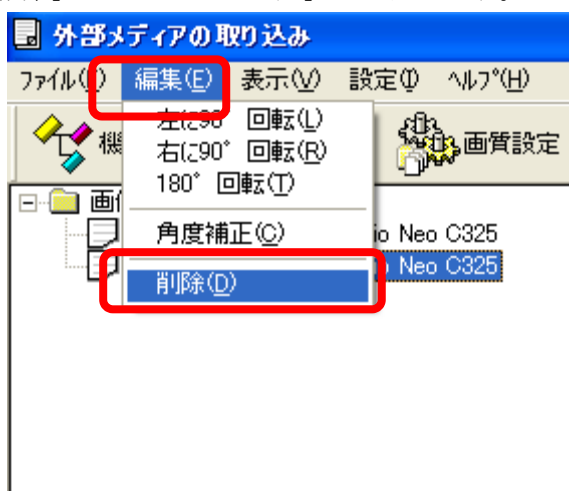 外部メディアの取り込み
ファイル(F) 編集(E) 表示(V) 設定(I) ヘルプ(H)
左に90° 回転(L)
右に90° 回転(R)
180° 回転(T)
角度補正(C)
削除(D)
機
画質設定
画
Neo C325
Neo C325